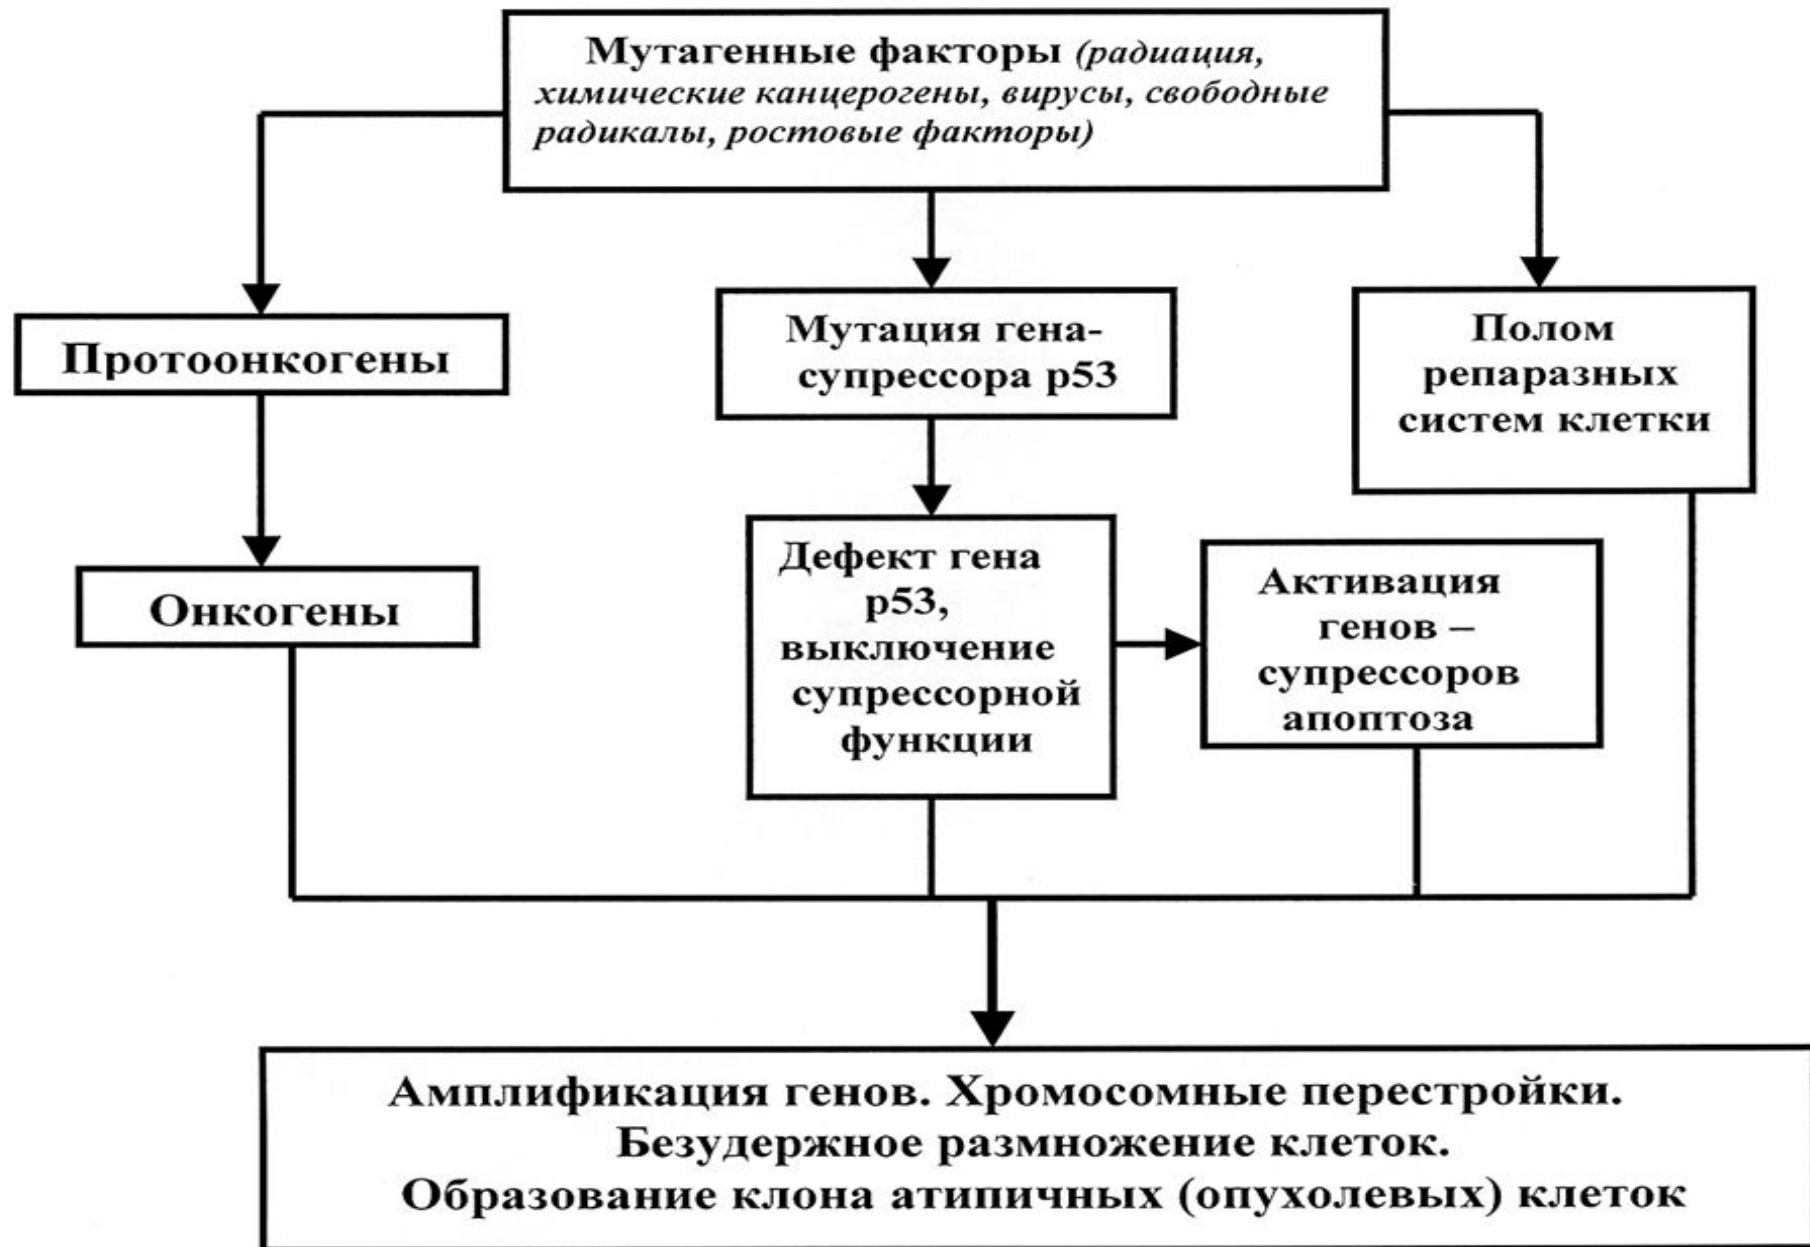 Мутагенные факторы (радиация,
химические канцерогены, вирусы, свободные
радикалы, ростовые факторы)
Протоонкогены
Мутация гена-
супрессора р53
Полом
репаразных
систем клетки
Онкогены
Дефект гена
р53,
выключение
супрессорной
функции
Активация
генов –
супрессоров
апоптоза
Амплификация генов. Хромосомные перестройки.
Безудержное размножение клеток.
Образование клона атипичных (опухолевых) клеток